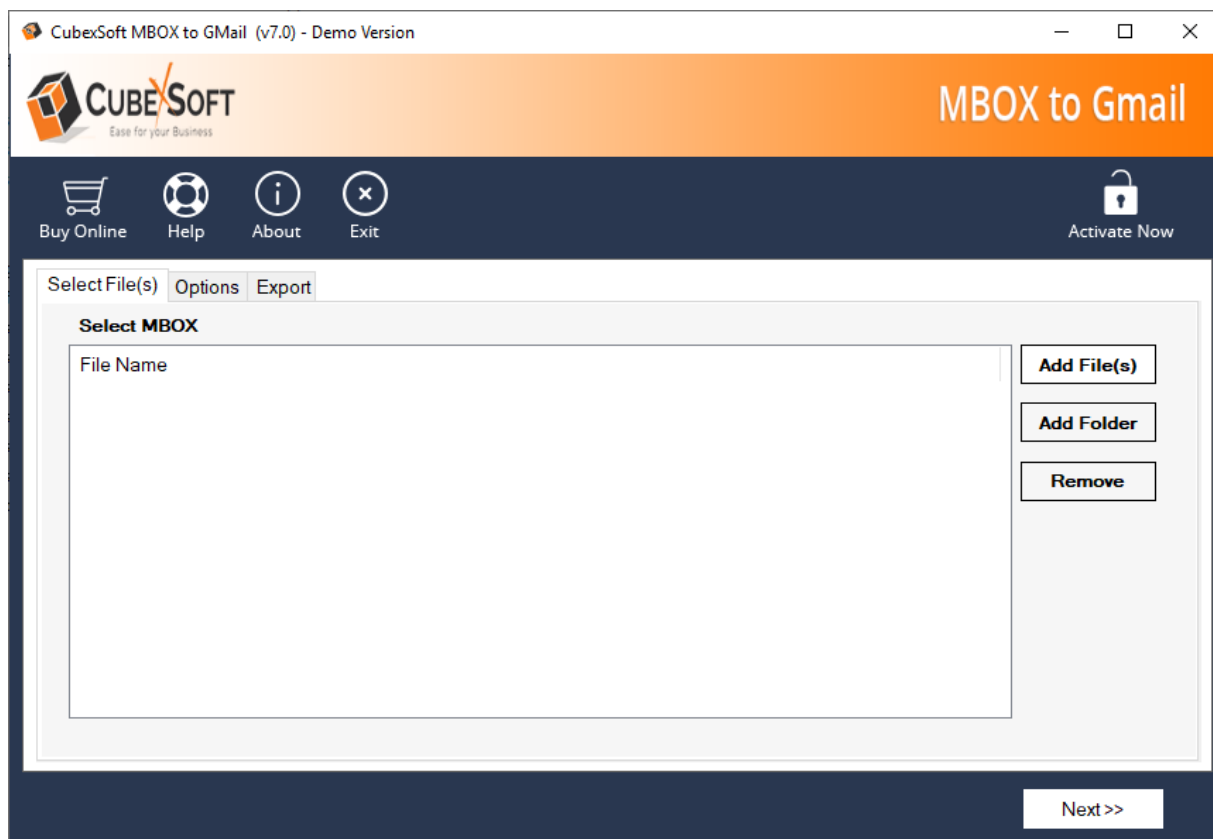 CubexSoft MBOX to GMail (v7.0) - Demo Version
CUBEXSOFT
Ease for your Business
MBOX to Gmail
Buy Online Help About Exit Activate Now
Select File(s) Options Export
Select MBOX
File Name
Add File(s)
Add Folder
Remove
Next >>